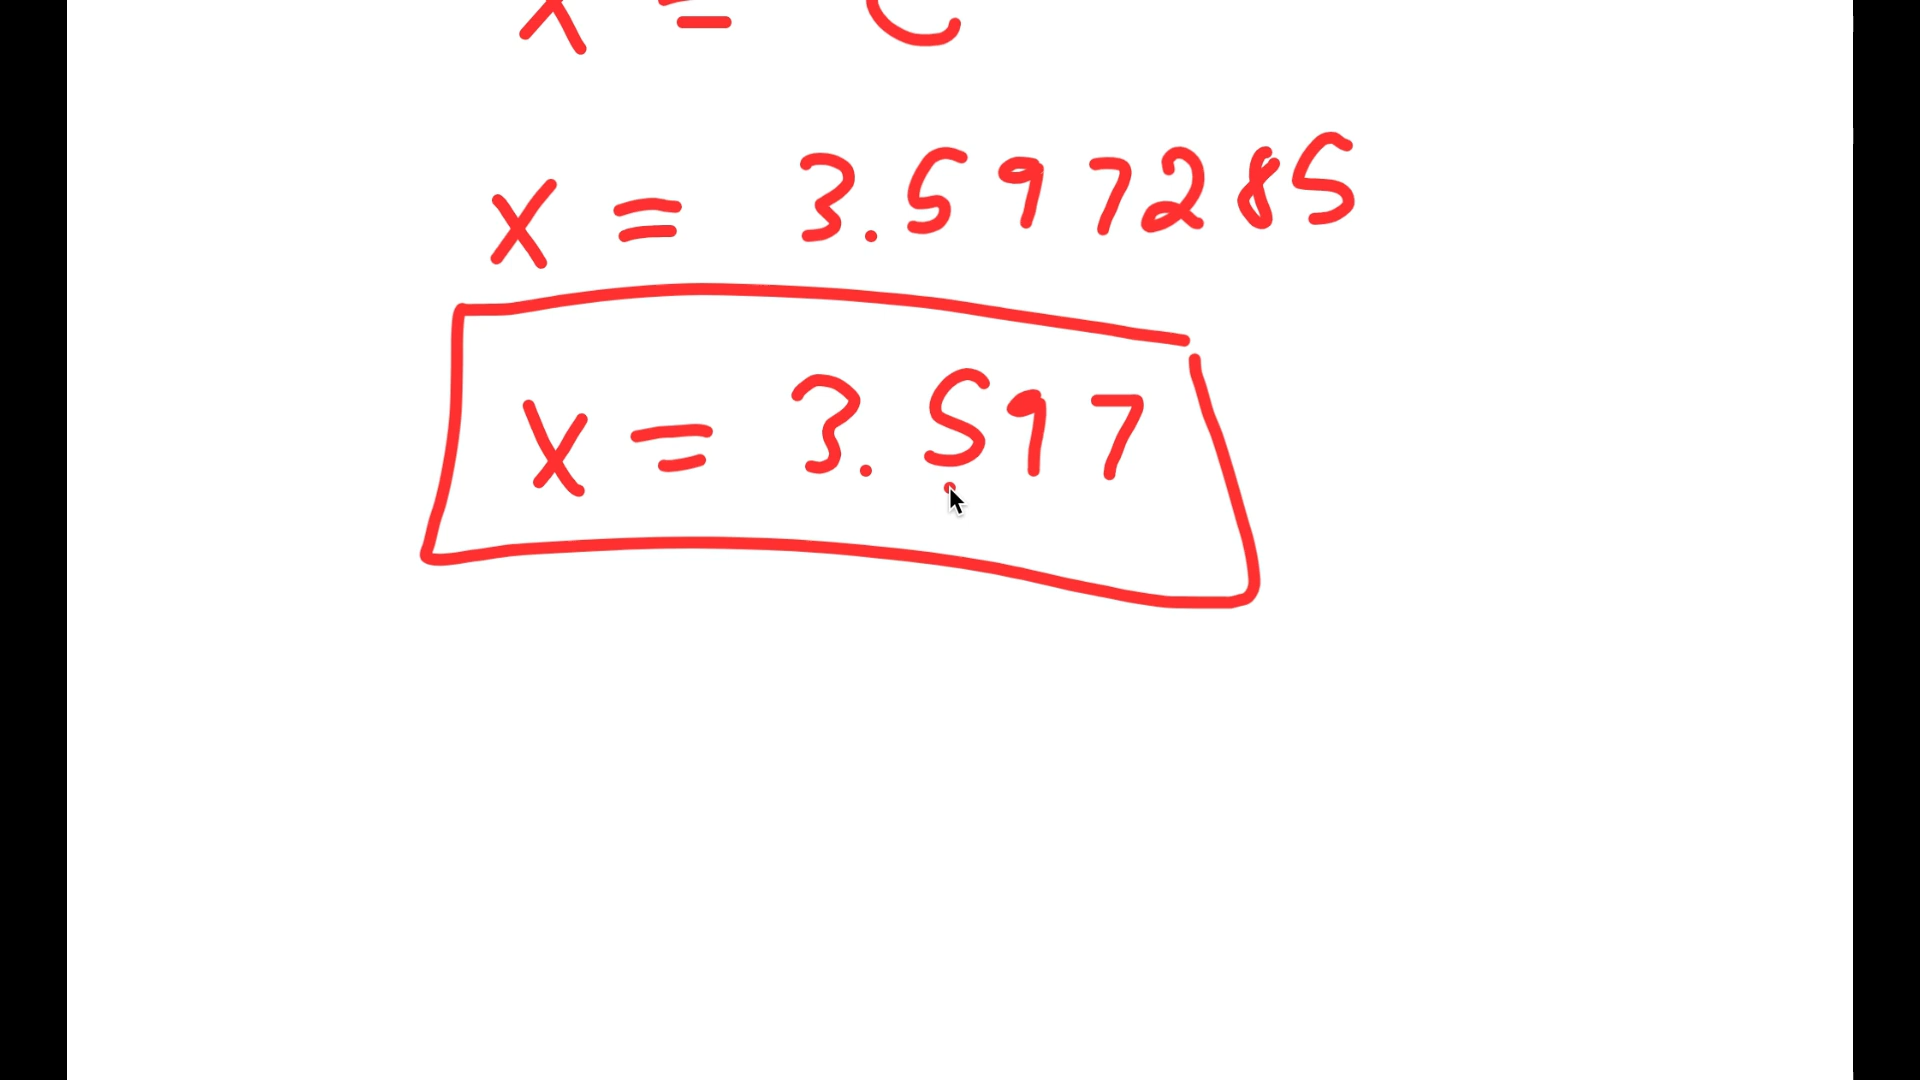 x = e
x = 3.597285
x = 3.597